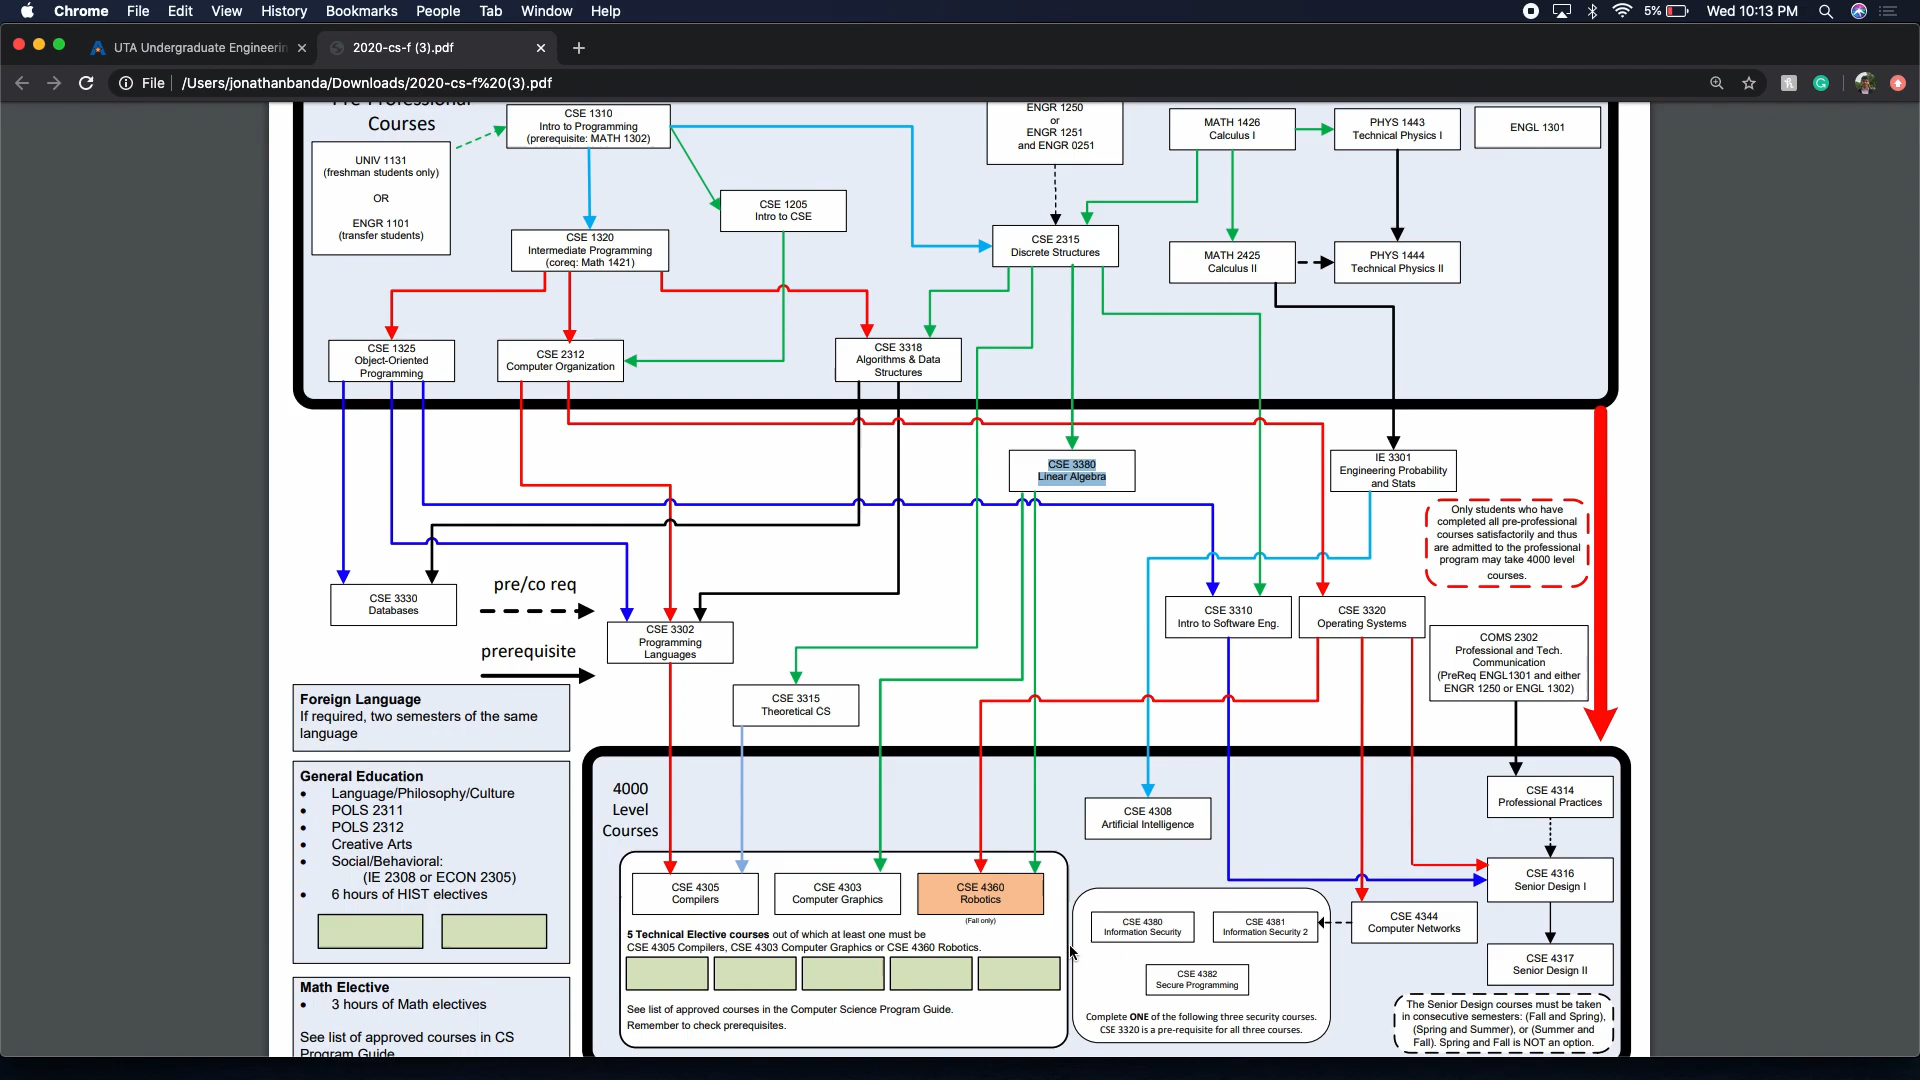 Chrome File Edit View History Bookmarks People Tab Window Help
5% Wed 10:13 PM
UTA Undergraduate Engineerin
2020-cs-f (3).pdf
File /Users/jonathanbanda/Downloads/2020-cs-f%20(3).pdf
Pre-Professional
Courses
UNIV 1131
(freshman students only)
OR
ENGR 1101
(transfer students)
CSE 1310
Intro to Programming
(prerequisite: MATH 1302)
CSE 1205
Intro to CSE
ENGR 1250
or
ENGR 1251
and ENGR 0251
MATH 1426
Calculus I
PHYS 1443
Technical Physics I
ENGL 1301
CSE 1320
Intermediate Programming
(coreq: Math 1421)
CSE 2315
Discrete Structures
MATH 2425
Calculus II
PHYS 1444
Technical Physics II
CSE 1325
Object-Oriented
Programming
CSE 2312
Computer Organization
CSE 3318
Algorithms & Data
Structures
CSE 3380
Linear Algebra
IE 3301
Engineering Probability
and Stats
Only students who have
completed all pre-professional
courses satisfactorily and thus
are admitted to the professional
program may take 4000 level
courses.
CSE 3330
Databases
pre/co req
prerequisite
CSE 3302
Programming
Languages
CSE 3310
Intro to Software Eng.
CSE 3320
Operating Systems
COMS 2302
Professional and Tech.
Communication
(PreReq ENGL1301 and either
ENGR 1250 or ENGL 1302)
CSE 3315
Theoretical CS
Foreign Language
If required, two semesters of the same
language
General Education
• Language/Philosophy/Culture
• POLS 2311
• POLS 2312
• Creative Arts
• Social/Behavioral:
(IE 2308 or ECON 2305)
• 6 hours of HIST electives
Math Elective
• 3 hours of Math electives
See list of approved courses in CS
Program Guide
4000
Level
Courses
CSE 4308
Artificial Intelligence
CSE 4314
Professional Practices
CSE 4305
Compilers
CSE 4303
Computer Graphics
CSE 4360
Robotics
(Fall only)
5 Technical Elective courses out of which at least one must be
CSE 4305 Compilers, CSE 4303 Computer Graphics or CSE 4360 Robotics.
See list of approved courses in the Computer Science Program Guide.
Remember to check prerequisites.
CSE 4380
Information Security
CSE 4381
Information Security 2
CSE 4382
Secure Programming
Complete ONE of the following three security courses.
CSE 3320 is a pre-requisite for all three courses.
CSE 4344
Computer Networks
CSE 4316
Senior Design I
CSE 4317
Senior Design II
The Senior Design courses must be taken
in consecutive semesters: (Fall and Spring),
(Spring and Summer), or (Summer and
Fall). Spring and Fall is NOT an option.